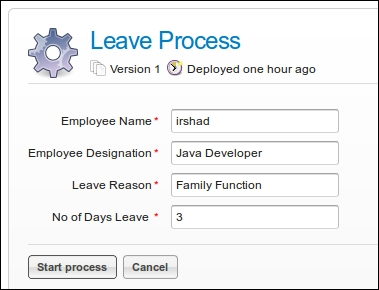 Leave Process
Version 1 Deployed one hour ago
Employee Name * irshad
Employee Designation * Java Developer
Leave Reason * Family Function
No of Days Leave * 3
Start process Cancel